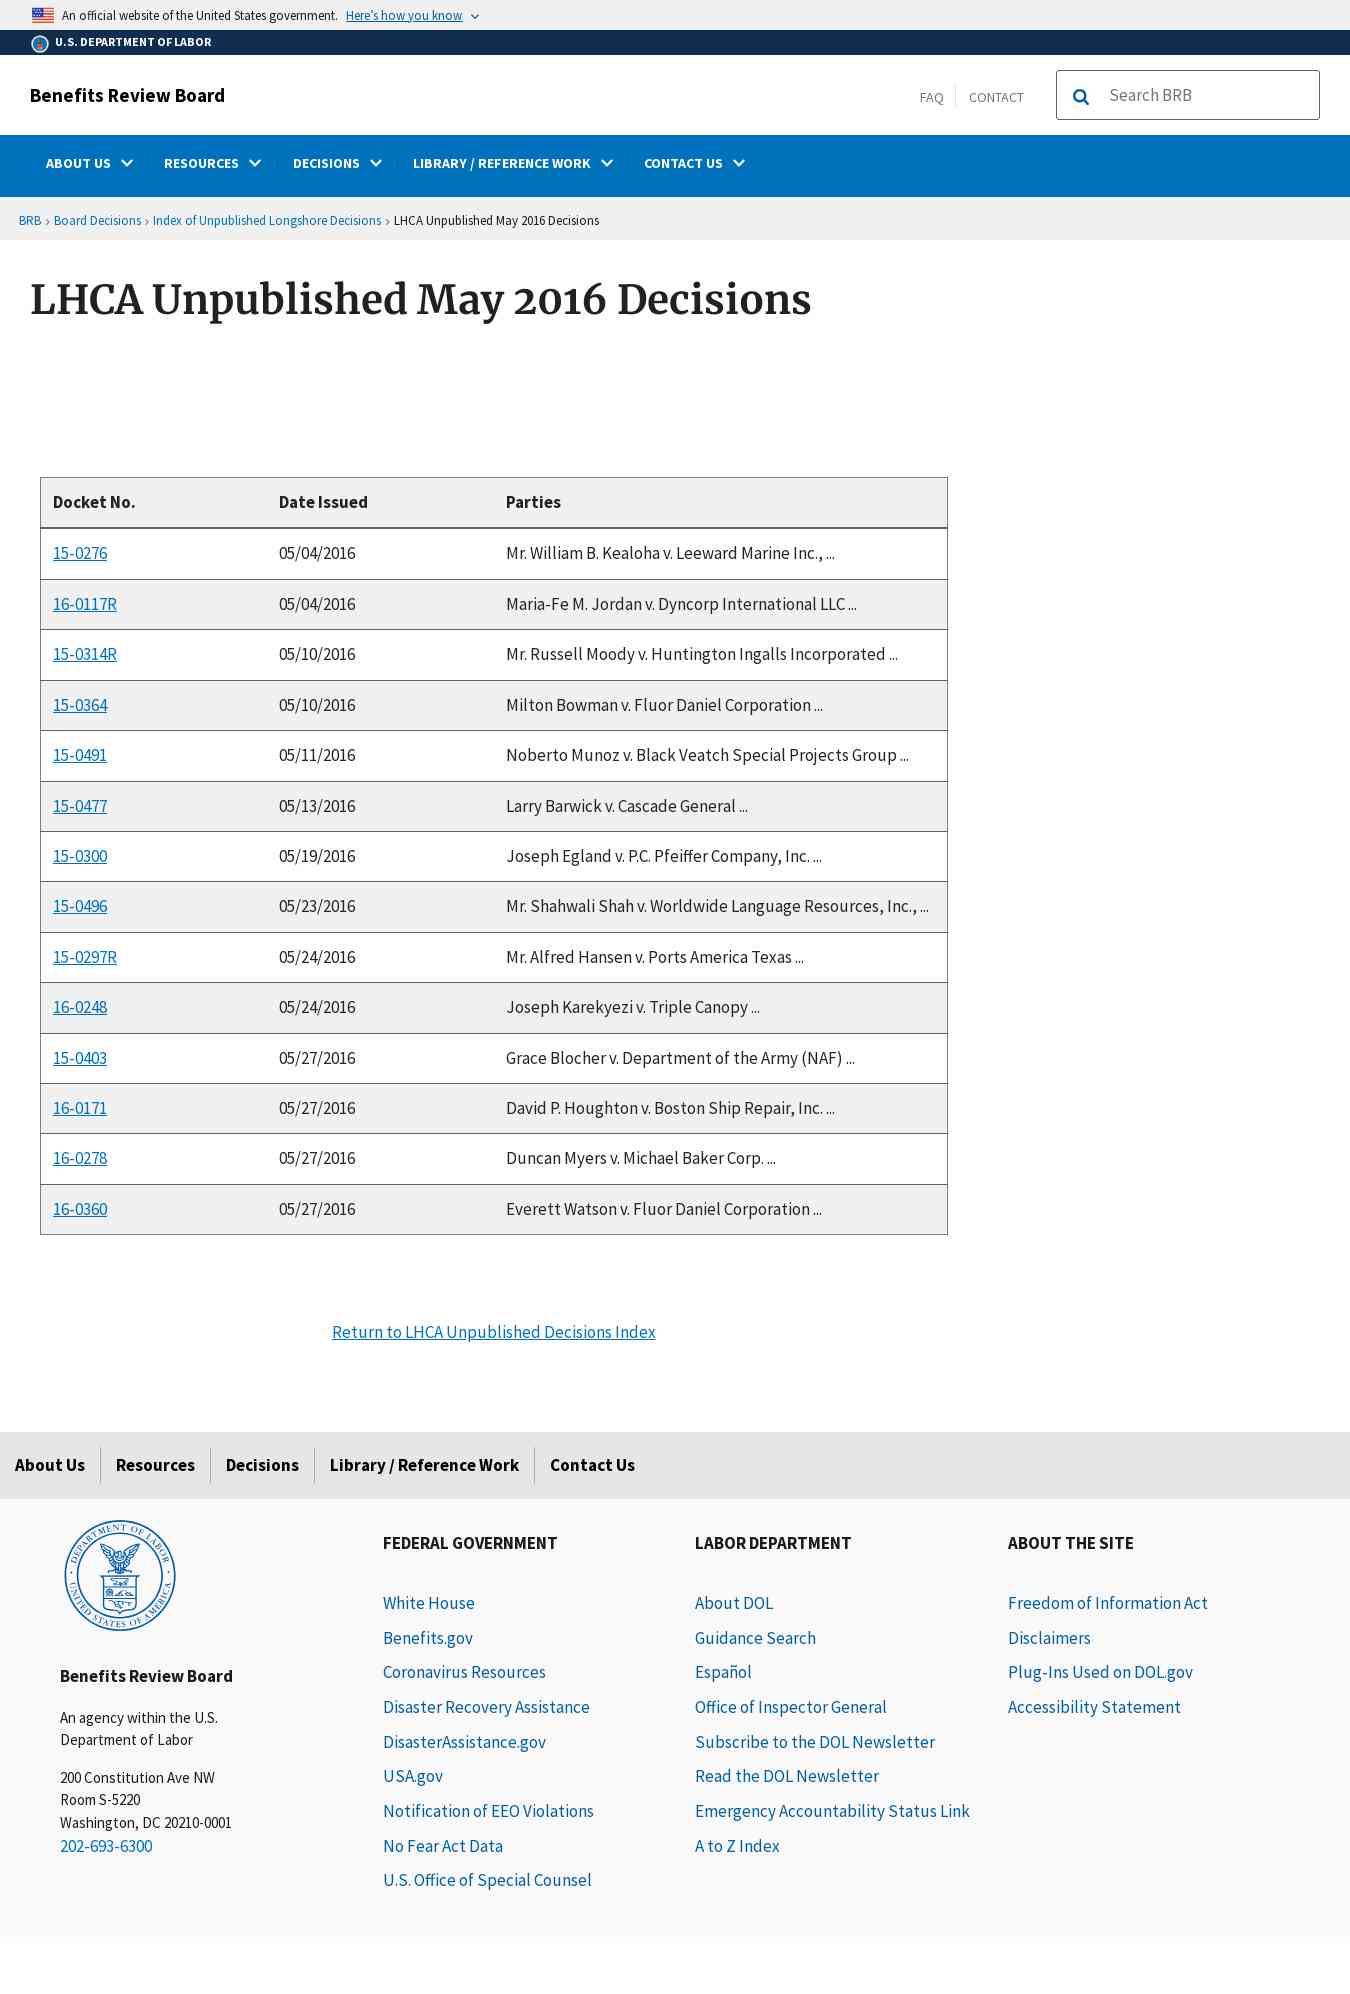 An official website of the United States government. Here's how you know
U.S. DEPARTMENT OF LABOR
Benefits Review Board
FAQ
CONTACT
Search BRB
ABOUT US
RESOURCES
DECISIONS
LIBRARY / REFERENCE WORK
CONTACT US
BRB › Board Decisions › Index of Unpublished Longshore Decisions › LHCA Unpublished May 2016 Decisions
LHCA Unpublished May 2016 Decisions
Docket No. Date Issued Parties
15-0276 05/04/2016 Mr. William B. Kealoha v. Leeward Marine Inc., ...
16-0117R 05/04/2016 Maria-Fe M. Jordan v. Dyncorp International LLC ...
15-0314R 05/10/2016 Mr. Russell Moody v. Huntington Ingalls Incorporated ...
15-0364 05/10/2016 Milton Bowman v. Fluor Daniel Corporation ...
15-0491 05/11/2016 Noberto Munoz v. Black Veatch Special Projects Group ...
15-0477 05/13/2016 Larry Barwick v. Cascade General ...
15-0300 05/19/2016 Joseph Egland v. P.C. Pfeiffer Company, Inc. ...
15-0496 05/23/2016 Mr. Shahwali Shah v. Worldwide Language Resources, Inc., ...
15-0297R 05/24/2016 Mr. Alfred Hansen v. Ports America Texas ...
16-0248 05/24/2016 Joseph Karekyezi v. Triple Canopy ...
15-0403 05/27/2016 Grace Blocher v. Department of the Army (NAF) ...
16-0171 05/27/2016 David P. Houghton v. Boston Ship Repair, Inc. ...
16-0278 05/27/2016 Duncan Myers v. Michael Baker Corp. ...
16-0360 05/27/2016 Everett Watson v. Fluor Daniel Corporation ...
Return to LHCA Unpublished Decisions Index
About Us
Resources
Decisions
Library / Reference Work
Contact Us
DEPARTMENT OF LABOR
UNITED STATES OF AMERICA
Benefits Review Board
An agency within the U.S.
Department of Labor
200 Constitution Ave NW
Room S-5220
Washington, DC 20210-0001
202-693-6300
FEDERAL GOVERNMENT
White House
Benefits.gov
Coronavirus Resources
Disaster Recovery Assistance
DisasterAssistance.gov
USA.gov
Notification of EEO Violations
No Fear Act Data
U.S. Office of Special Counsel
LABOR DEPARTMENT
About DOL
Guidance Search
Español
Office of Inspector General
Subscribe to the DOL Newsletter
Read the DOL Newsletter
Emergency Accountability Status Link
A to Z Index
ABOUT THE SITE
Freedom of Information Act
Disclaimers
Plug-Ins Used on DOL.gov
Accessibility Statement